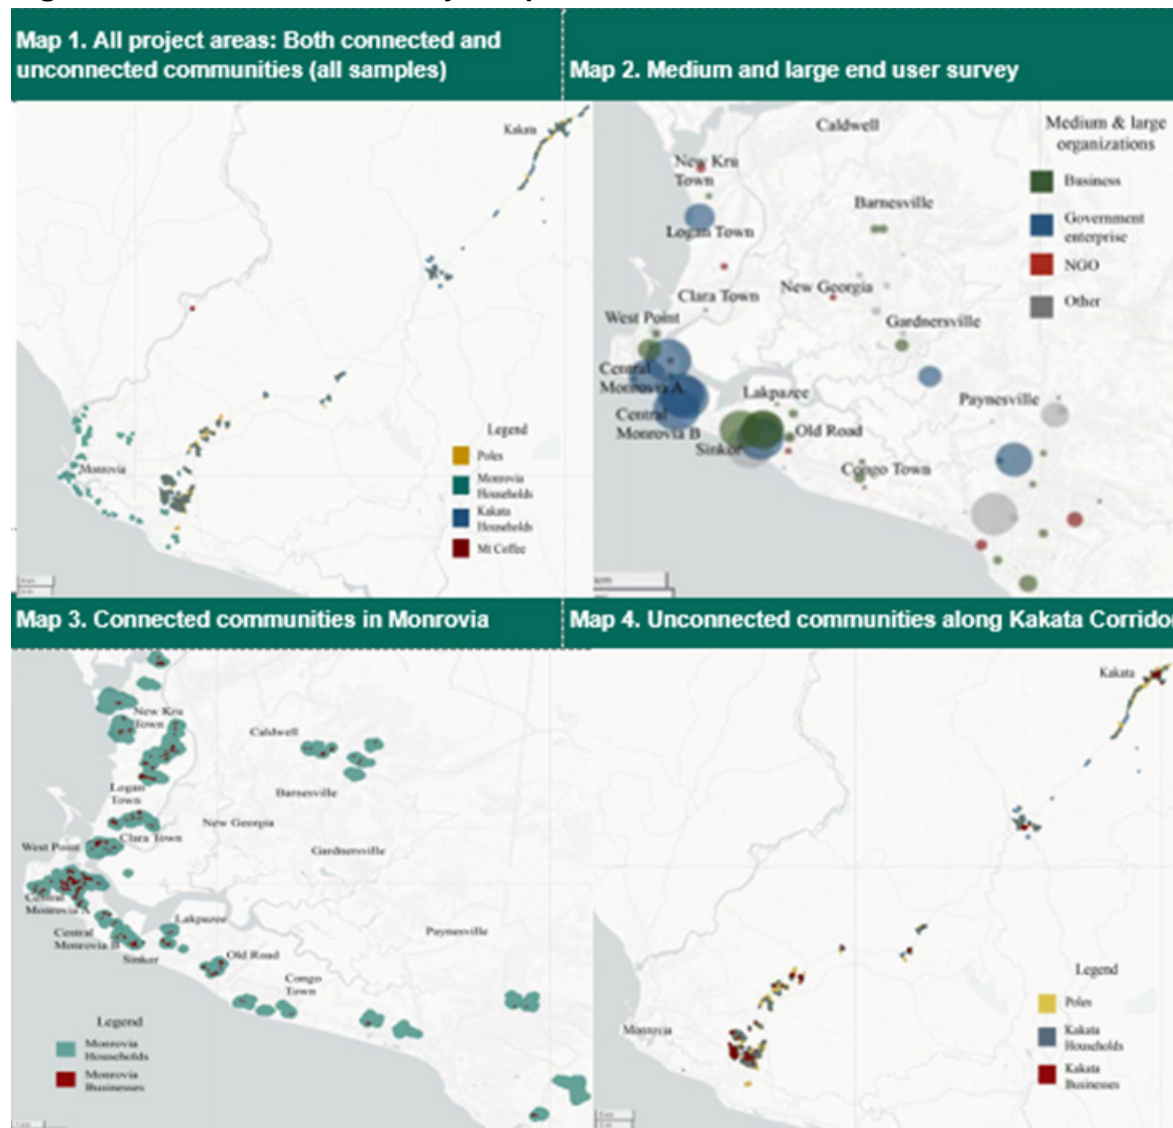 Map 1. All project areas: Both connected and
unconnected communities (all samples)
Map 2. Medium and large end user survey
Kakata
Monrovia
Legend
Poles
Monrovia
Households
Kakata
Households
Mt Coffee
Caldwell
New Kru
Town
Barnesville
Logan Town
Clara Town
New Georgia
West Point
Gardnersville
Central
Monrovia A
Lakpazee
Paynesville
Central
Monrovia B
Old Road
Sinkor
Congo Town
Medium & large
organizations
Business
Government
enterprise
NGO
Other
km
Map 3. Connected communities in Monrovia
Map 4. Unconnected communities along Kakata Corrido
New Kru
Town
Caldwell
Logan
Town
Barnesville
New Georgia
Clara Town
West Point
Gardnersville
Central
Monrovia A
Lakpazee
Central
Monrovia B
Paynesville
Sinkor
Old Road
Congo
Town
Legend
Monrovia
Households
Monrovia
Businesses
Kakata
Monrovia
Legend
Poles
Kakata
Households
Kakata
Businesses